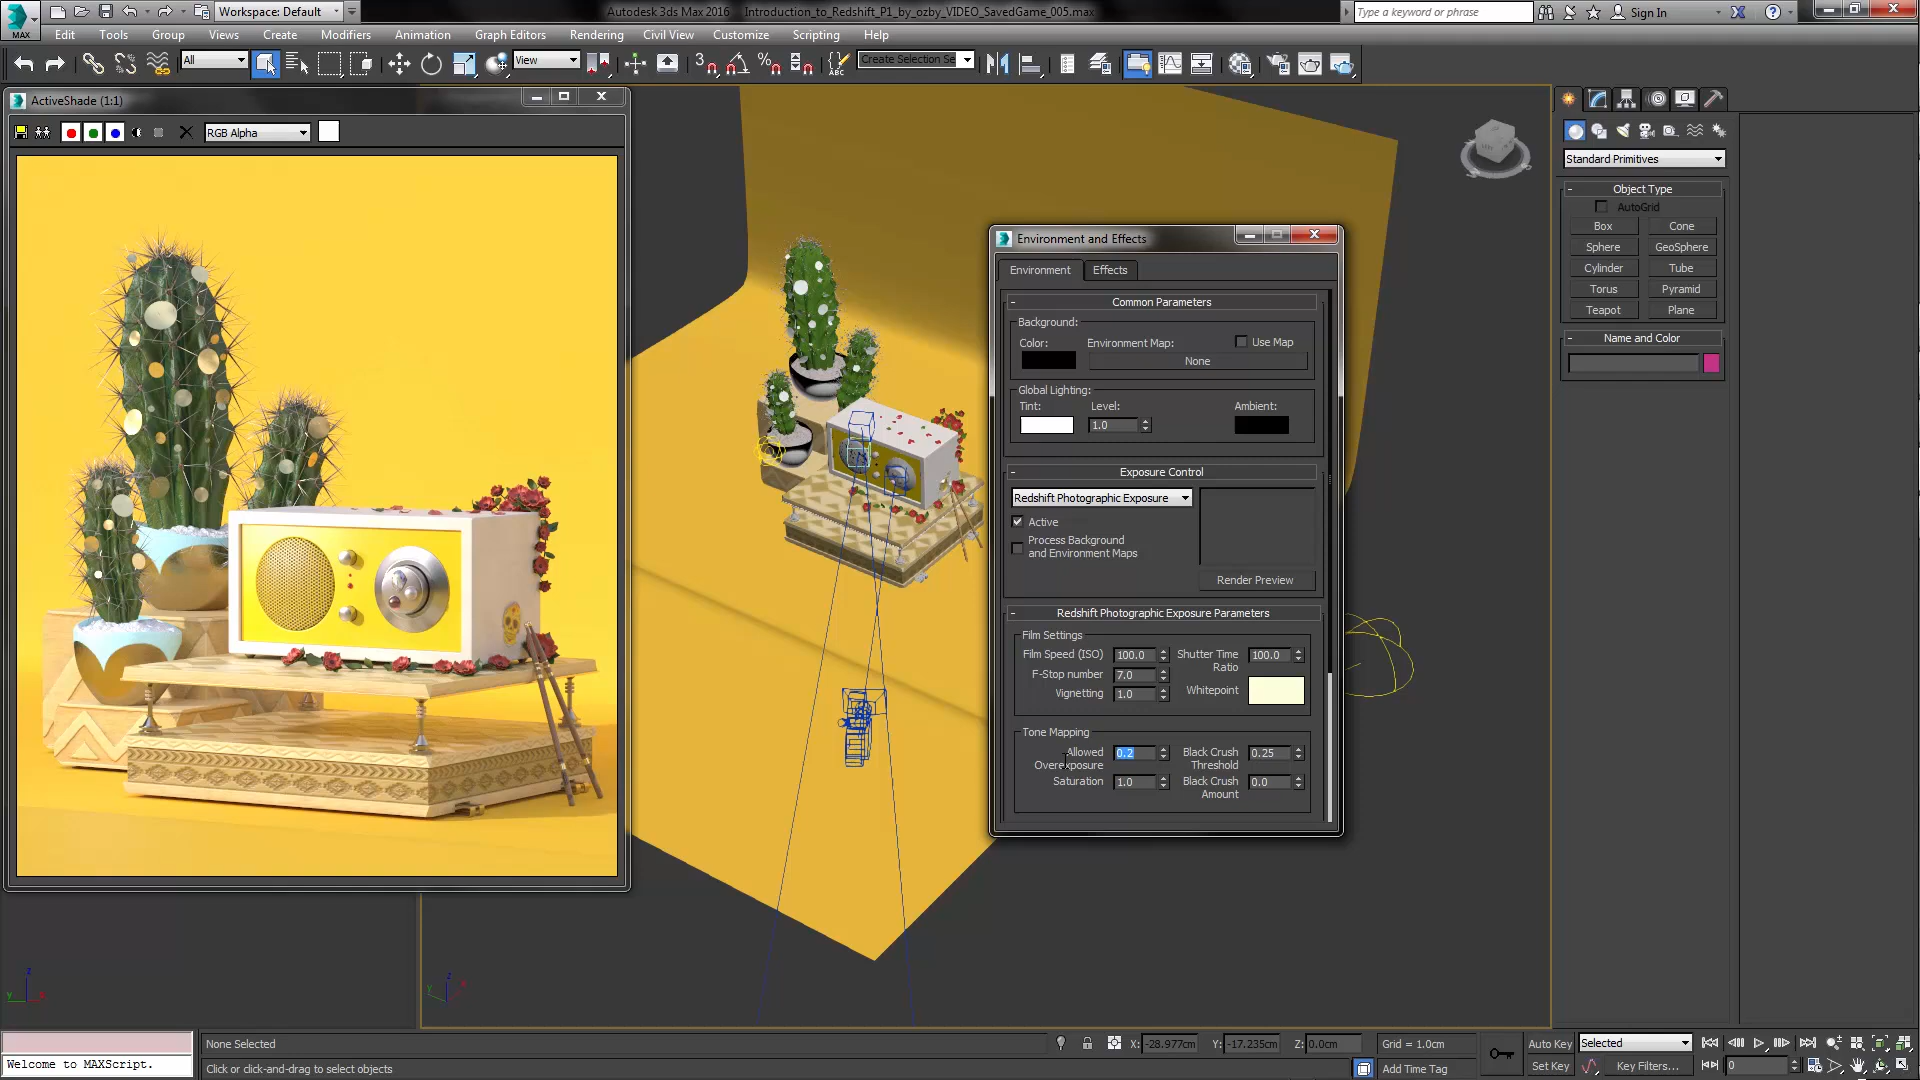 Workspace: Default
Autodesk 3ds Max 2016 Introduction_to_Redshift_P1_by_ozby_VIDEO_SavedGame_005.max
Type a keyword or phrase
Sign In
MAX
Edit Tools Group Views Create Modifiers Animation Graph Editors Rendering Civil View Customize Scripting Help
All
View
3
ABC
Create Selection Se
ActiveShade (1:1)
RGB Alpha
Environment and Effects
Environment Effects
- Common Parameters
Background:
Color: Environment Map: Use Map
None
Global Lighting:
Tint: Level: Ambient:
1.0
- Exposure Control
Redshift Photographic Exposure
Active
Process Background
and Environment Maps
Render Preview
- Redshift Photographic Exposure Parameters
Film Settings
Film Speed (ISO) 100.0 Shutter Time 100.0
Ratio
F-Stop number 7.0
Vignetting 1.0 Whitepoint
Tone Mapping
Allowed 0.2 Black Crush 0.25
Overexposure Threshold
Saturation 1.0 Black Crush 0.0
Amount
Standard Primitives
- Object Type
AutoGrid
Box Cone
Sphere GeoSphere
Cylinder Tube
Torus Pyramid
Teapot Plane
- Name and Color
z
y x
z
y x
Welcome to MAXScript.
None Selected
Click or click-and-drag to select objects
X: -28.977cm Y: -17.235cm Z: 0.0cm Grid = 1.0cm
Add Time Tag
Auto Key Selected
Set Key Key Filters...
0